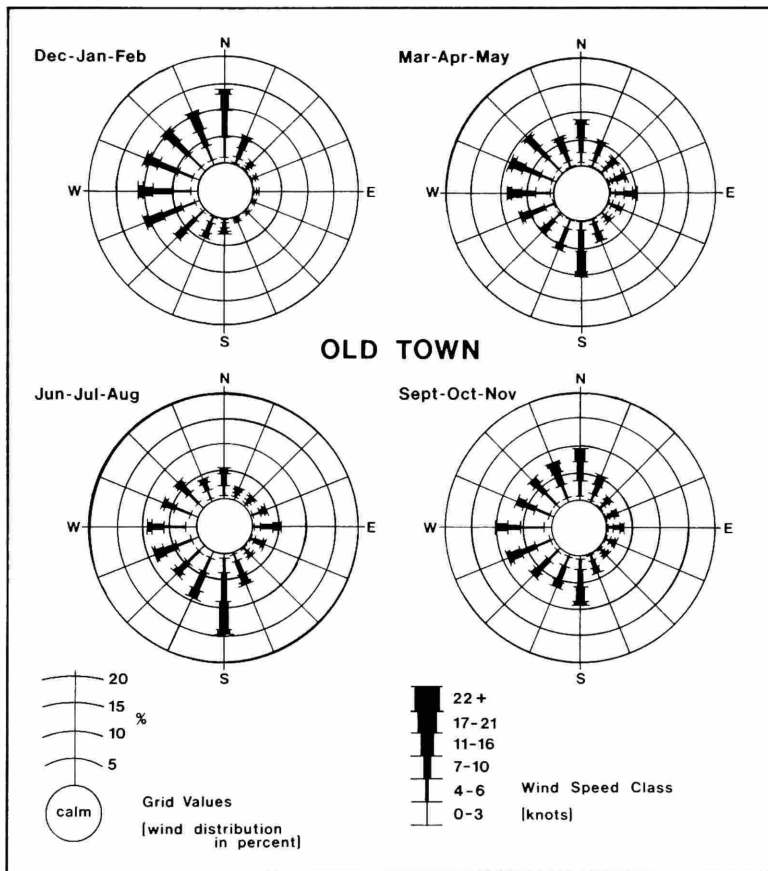 Dec-Jan-Feb
N
W
E
S
Mar-Apr-May
N
W
E
S
OLD TOWN
Jun-Jul-Aug
N
W
E
S
Sept-Oct-Nov
N
W
E
S
20
15
%
10
5
calm
Grid Values
[wind distribution
in percent]
22 +
17-21
11-16
7-10
4-6
0-3
Wind Speed Class
[knots]